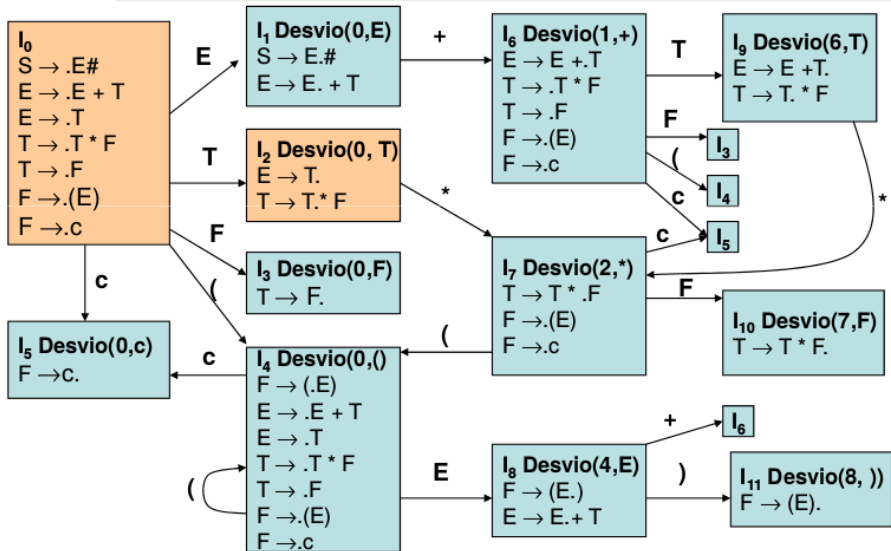 I0
S → .E#
E → .E + T
E → .T
T → .T * F
T → .F
F → .(E)
F → .c
E
I1 Desvio(0,E)
S → E.#
E → E. + T
+
I6 Desvio(1,+)
E → E +.T
T → .T * F
T → .F
F → .(E)
F → .c
T
I9 Desvio(6,T)
E → E +T.
T → T. * F
F
I3
(
I4
c
I5
*
T
I2 Desvio(0, T)
E → T.
T → T.* F
*
F
I3 Desvio(0,F)
T → F.
(
c
I5 Desvio(0,c)
F → c.
I7 Desvio(2,*)
T → T * .F
F → .(E)
F → .c
c
F
I10 Desvio(7,F)
T → T * F.
(
c
I4 Desvio(0,()
F → (.E)
E → .E + T
E → .T
T → .T * F
T → .F
F → .(E)
F → .c
(
E
I8 Desvio(4,E)
F → (E.)
E → E.+ T
+
I6
)
I11 Desvio(8, ))
F → (E).